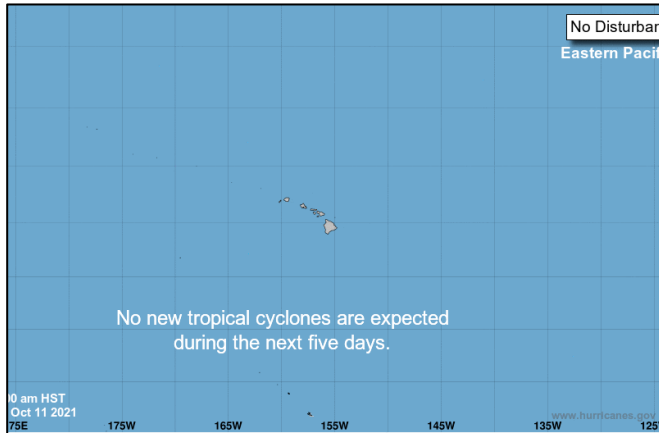 No Disturban
Eastern Pacif
No new tropical cyclones are expected
during the next five days.
00 am HST
Oct 11 2021
www.hurricanes.gov
75E 175W 165W 155W 145W 135W 125